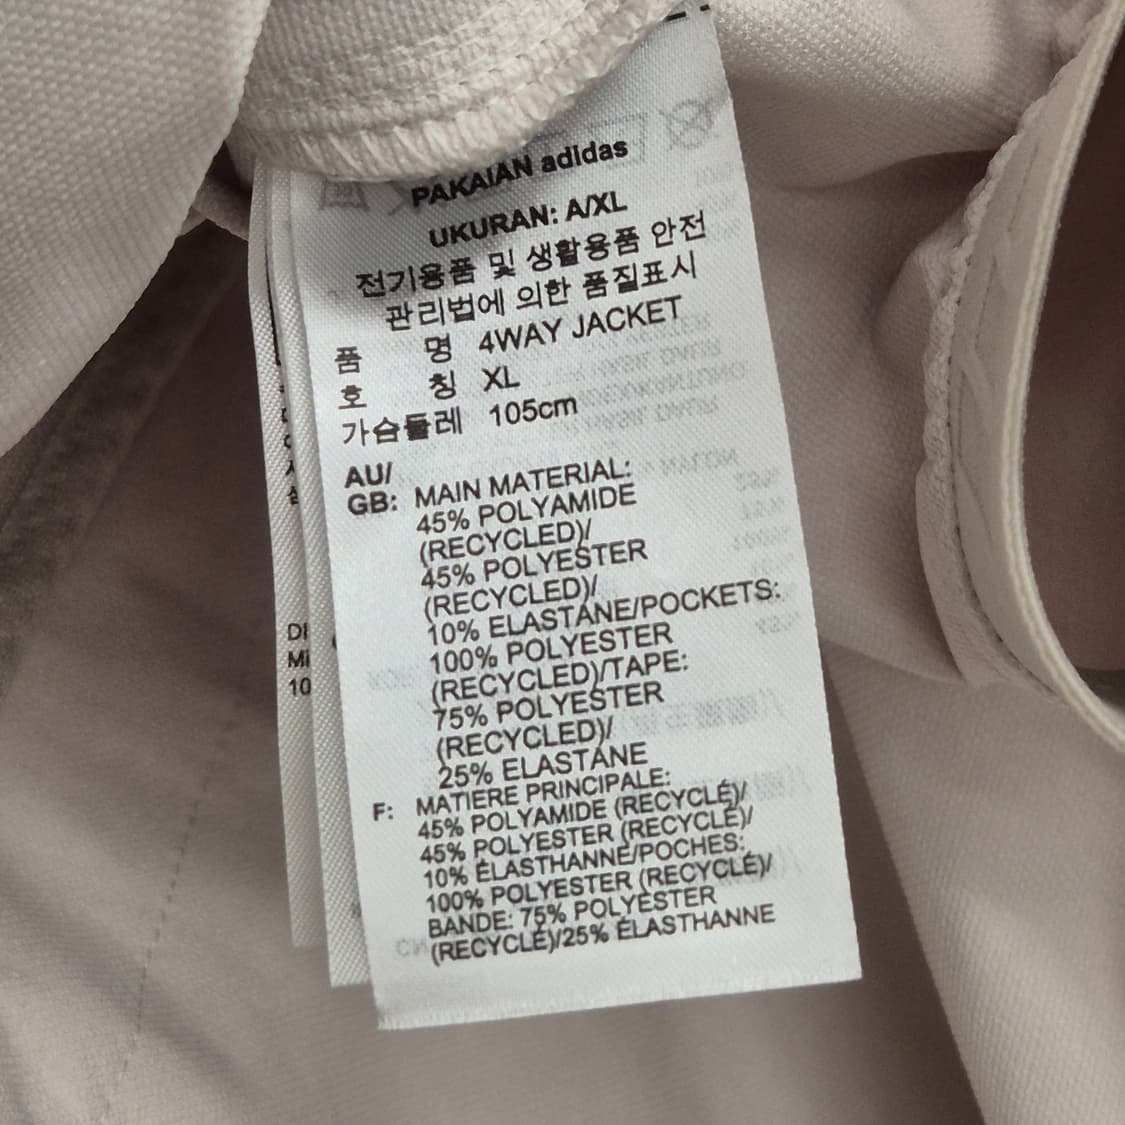 PAKAIAN adidas
UKURAN: A/XL
전기용품 및 생활용품 안전
관리법에 의한 품질표시
품 명 4WAY JACKET
호 칭 XL
가슴둘레 105cm
AU/
GB: MAIN MATERIAL:
45% POLYAMIDE
(RECYCLED)/
45% POLYESTER
(RECYCLED)/
10% ELASTANE/POCKETS:
100% POLYESTER
(RECYCLED)/TAPE:
75% POLYESTER
(RECYCLED)/
25% ELASTANE
F: MATIERE PRINCIPALE:
45% POLYAMIDE (RECYCLÉ)/
45% POLYESTER (RECYCLÉ)/
10% ÉLASTHANNE/POCHES:
100% POLYESTER (RECYCLÉ)/
BANDE: 75% POLYESTER
(RECYCLÉ)/25% ÉLASTHANNE